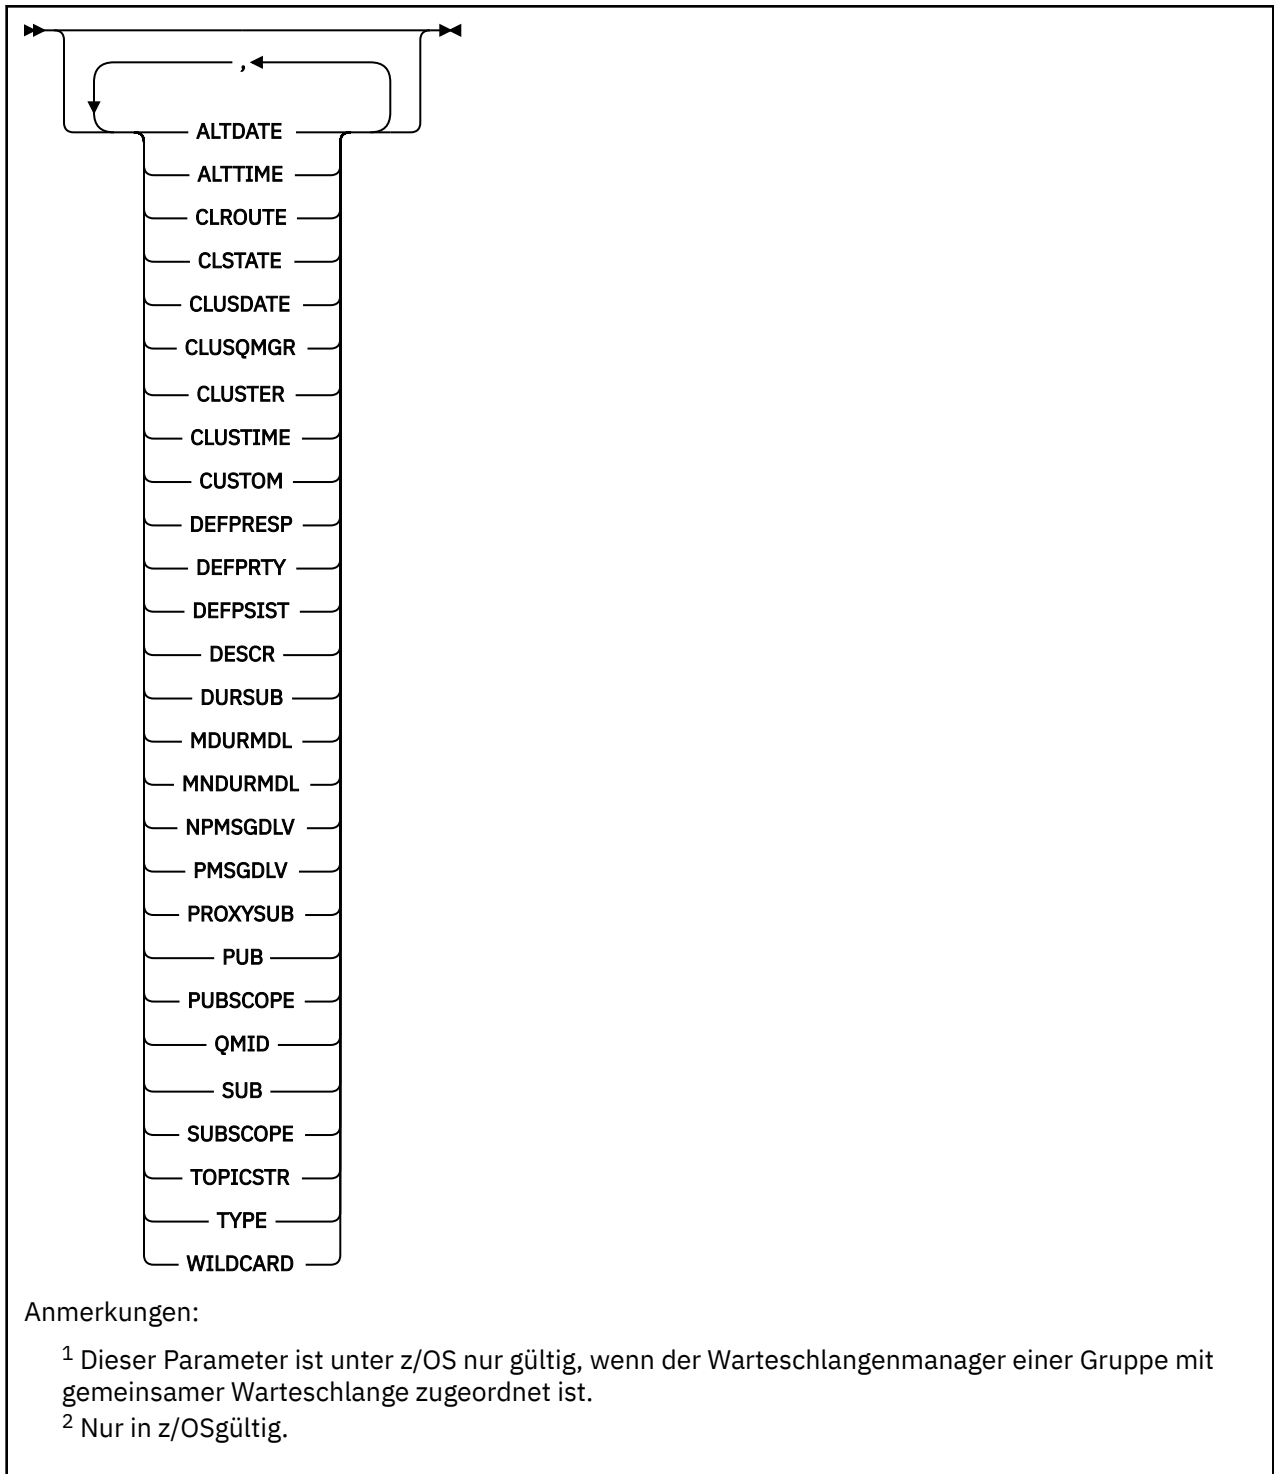 ,
ALTDATE
ALTTIME
CLROUTE
CLSTATE
CLUSDATE
CLUSQMGR
CLUSTER
CLUSTIME
CUSTOM
DEFPRESP
DEFPRTY
DEFPSIST
DESCR
DURSUB
MDURMDL
MNDURMDL
NPMSGDLV
PMSGDLV
PROXYSUB
PUB
PUBSCOPE
QMID
SUB
SUBSCOPE
TOPICSTR
TYPE
WILDCARD
Anmerkungen:
1 Dieser Parameter ist unter z/OS nur gültig, wenn der Warteschlangenmanager einer Gruppe mit
gemeinsamer Warteschlange zugeordnet ist.
2 Nur in z/OSgültig.